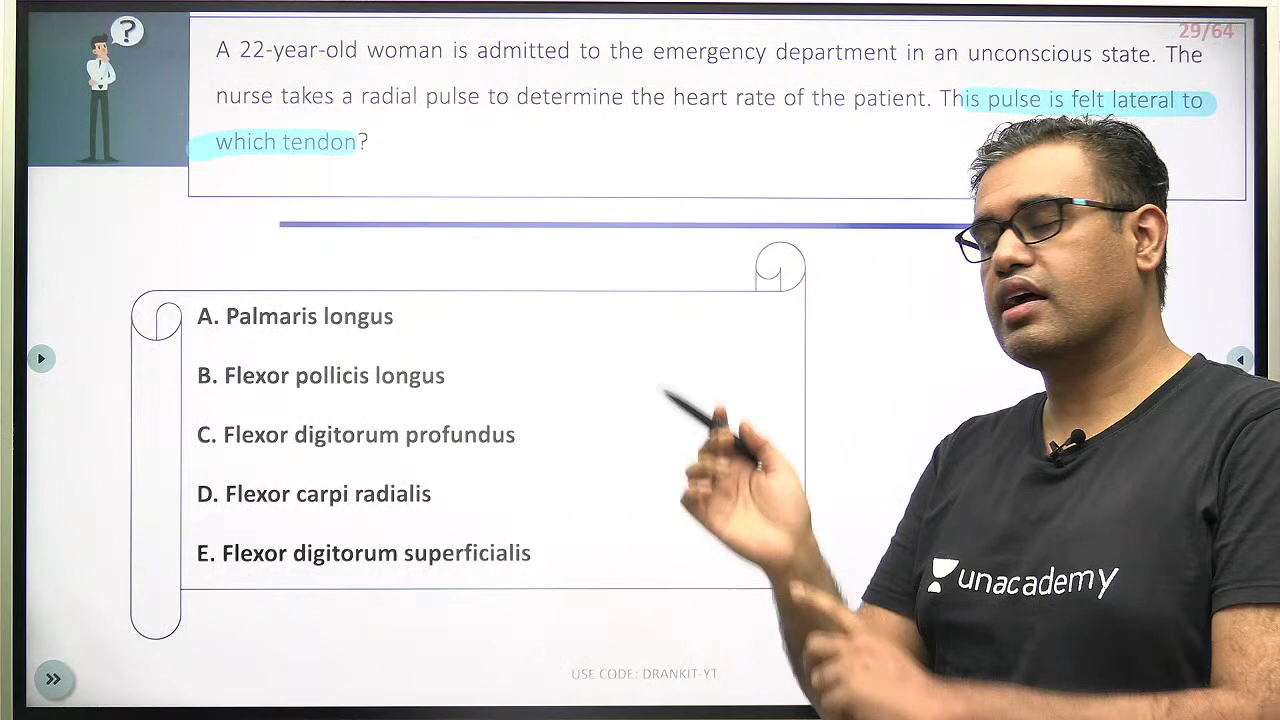 29/64
?
A 22-year-old woman is admitted to the emergency department in an unconscious state. The
nurse takes a radial pulse to determine the heart rate of the patient. This pulse is felt lateral to
which tendon?
A. Palmaris longus
B. Flexor pollicis longus
C. Flexor digitorum profundus
D. Flexor carpi radialis
E. Flexor digitorum superficialis
unacademy
USE CODE: DRANKIT-YT